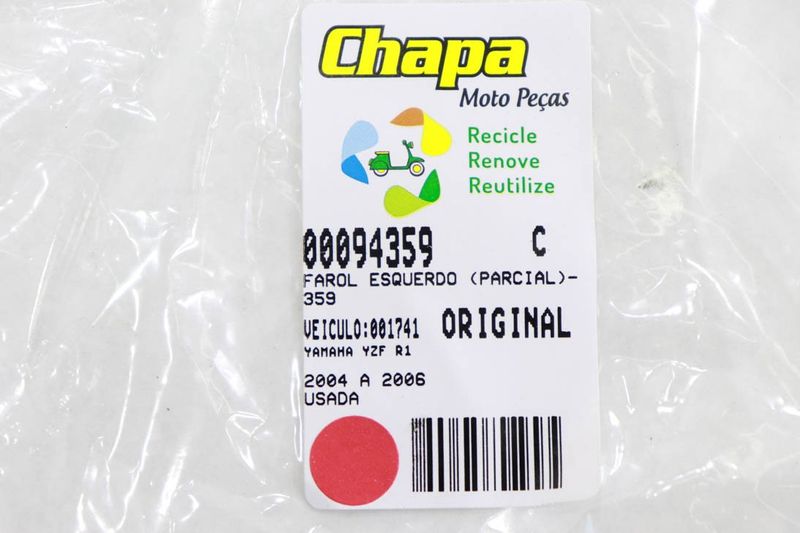 Chapa
Moto Peças
Recicle
Renove
Reutilize
00094359 C
FAROL ESQUERDO (PARCIAL)-
359
VEICULO:001741 ORIGINAL
YAMAHA YZF R1
2004 A 2006
USADA